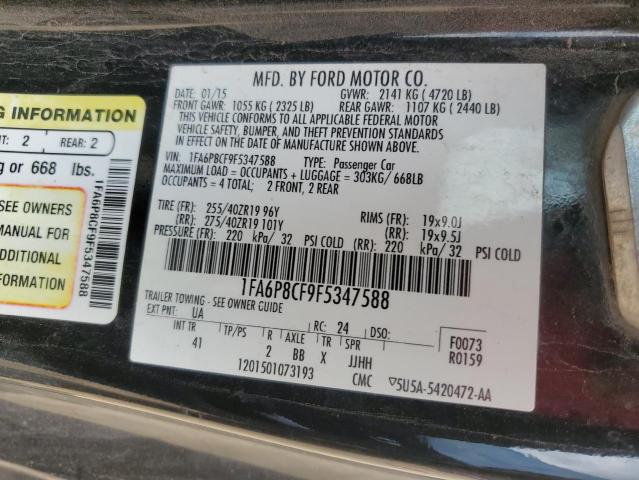 G INFORMATION
NT: 2 REAR: 2
g or 668 lbs.
SEE OWNERS
MANUAL FOR
ADDITIONAL
INFORMATION
1FA6P8CF9F5347588
MFD. BY FORD MOTOR CO.
DATE: 01/15 GVWR: 2141 KG ( 4720 LB)
FRONT GAWR: 1055 KG ( 2325 LB) REAR GAWR: 1107 KG ( 2440 LB)
THIS VEHICLE CONFORMS TO ALL APPLICABLE FEDERAL MOTOR
VEHICLE SAFETY, BUMPER, AND THEFT PREVENTION STANDARDS
IN EFFECT ON THE DATE OF MANUFACTURE SHOWN ABOVE.
VIN: 1FA6P8CF9F5347588 TYPE: Passenger Car
MAXIMUM LOAD = OCCUPANTS + LUGGAGE = 303KG/ 668LB
OCCUPANTS = 4 TOTAL; 2 FRONT, 2 REAR
TIRE (FR): 255/40ZR19 96Y RIMS (FR): 19x9.0J
(RR): 275/40ZR19 101Y (RR): 19x9.5J
PRESSURE (FR): 220 kPa/ 32 PSI COLD (RR): 220 kPa/ 32 PSI COLD
1FA6P8CF9F5347588
TRAILER TOWING - SEE OWNER GUIDE
EXT PNT: UA RC: 24 DSO: F0073
INT TR TP/PS R AXLE TR SPR R0159
41 2 BB X JJHH
1201501073193 CMC 5U5A-5420472-AA